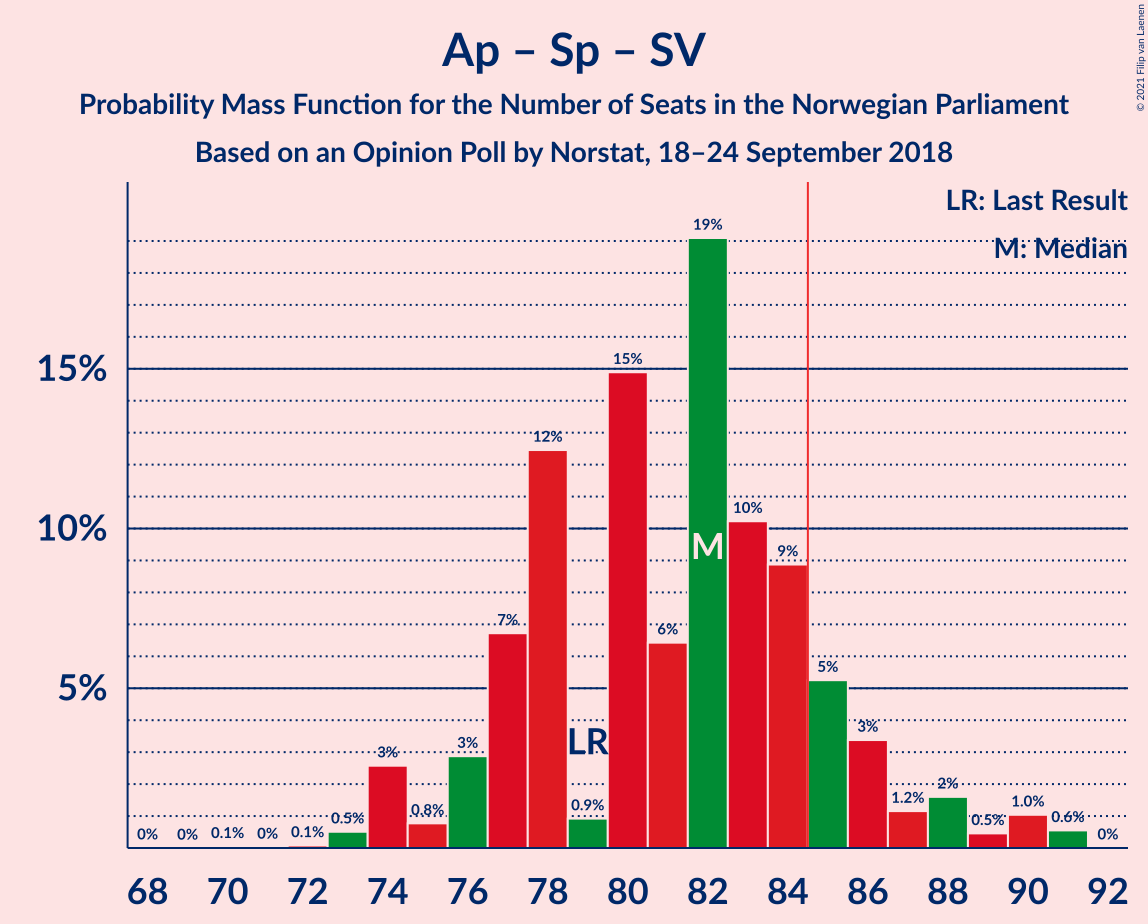 Ap – Sp – SV
Probability Mass Function for the Number of Seats in the Norwegian Parliament
Based on an Opinion Poll by Norstat, 18–24 September 2018
© 2021 Filip van Laenen
LR: Last Result
M: Median
15%
10%
5%
0% 0% 0.1% 0% 0.1% 0.5% 3% 0.8% 3% 7% 12% 0.9% 15% 6% 19% 10% 9% 5% 3% 1.2% 2% 0.5% 1.0% 0.6% 0%
LR
M
68 70 72 74 76 78 80 82 84 86 88 90 92